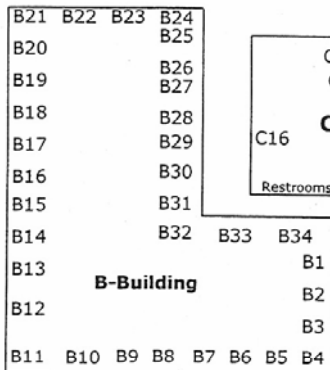 B21 B22 B23 B24
B25
B20
B26
B19
B27
B18
B28
C16
B17
B29
B16
B30
Restrooms
B15
B31
B14
B32
B33
B34
B13
B1
B-Building
B2
B12
B3
B11 B10 B9 B8 B7 B6 B5 B4